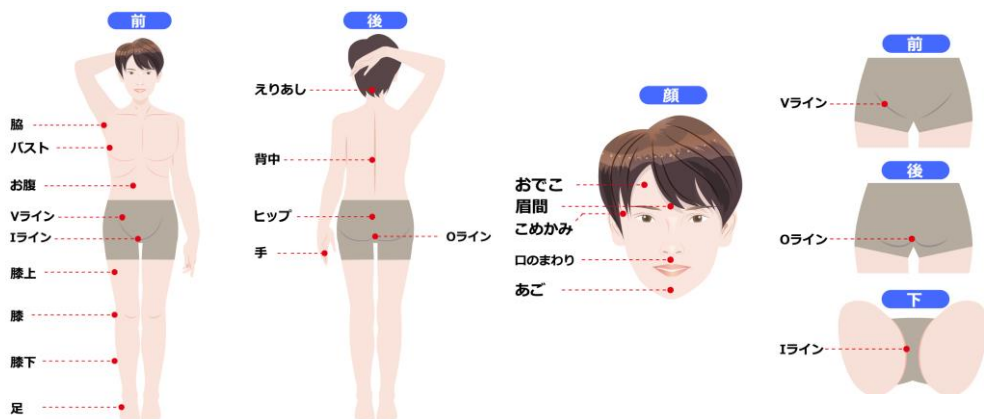 前
脇
バスト
お腹
Vライン
Iライン
膝上
膝
膝下
足
後
えりあし
背中
ヒップ
Oライン
手
顔
おでこ
眉間
こめかみ
口のまわり
あご
前
Vライン
後
Oライン
下
Iライン